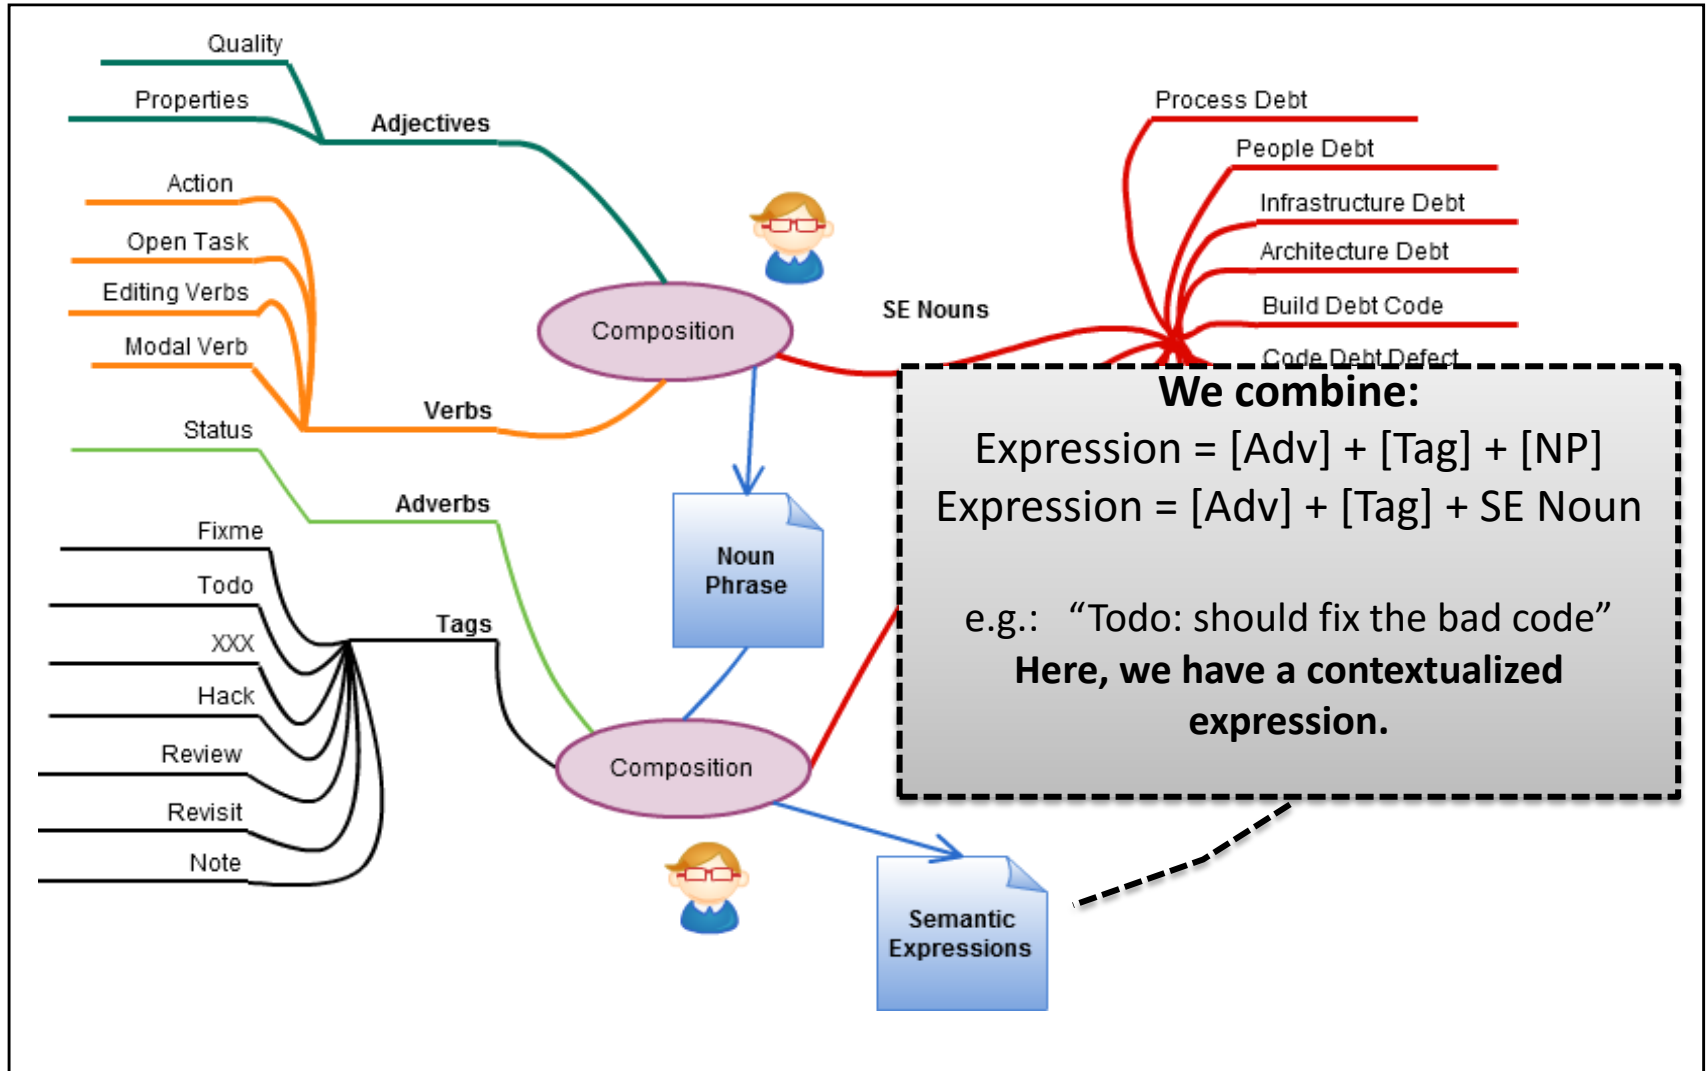 Quality
Properties
Adjectives
Action
Open Task
Editing Verbs
Modal Verb
Verbs
Status
Adverbs
Fixme
Todo
XXX
Hack
Review
Revisit
Note
Tags
Composition
SE Nouns
Process Debt
People Debt
Infrastructure Debt
Architecture Debt
Build Debt Code
Code Debt Defect
We combine:
Expression = [Adv] + [Tag] + [NP]
Expression = [Adv] + [Tag] + SE Noun
e.g.: “Todo: should fix the bad code”
Here, we have a contextualized
expression.
Noun
Phrase
Composition
Semantic
Expressions